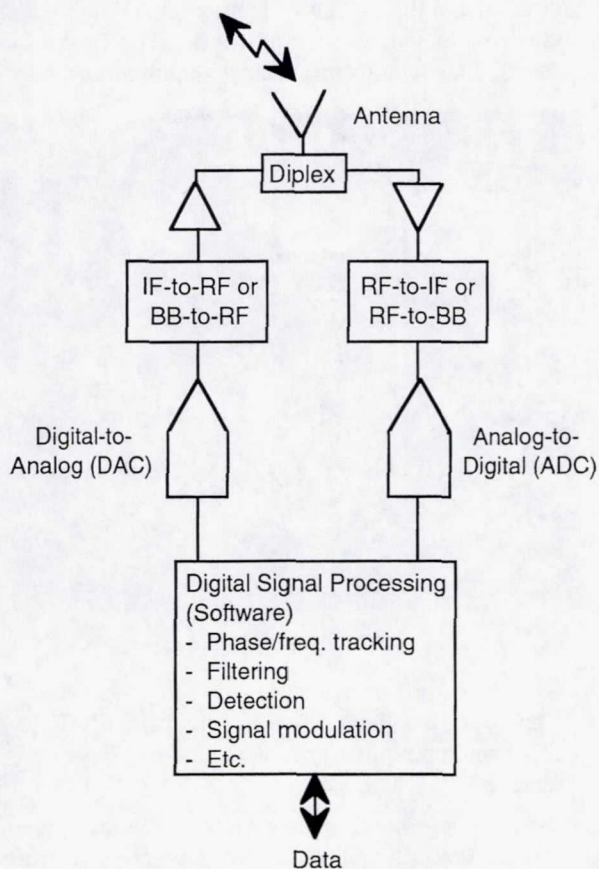 Antenna
Diplex
IF-to-RF or
BB-to-RF
RF-to-IF or
RF-to-BB
Digital-to-
Analog (DAC)
Analog-to-
Digital (ADC)
Digital Signal Processing
(Software)
- Phase/freq. tracking
- Filtering
- Detection
- Signal modulation
- Etc.
Data